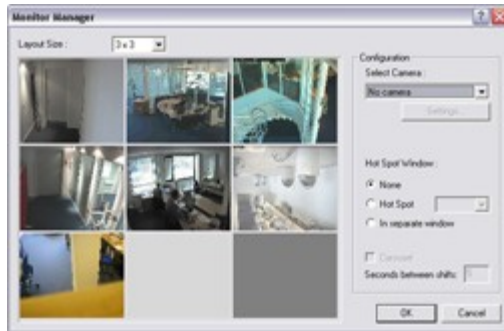 Monitor Manager
Layout Size :
3 x 3
Configuration
Select Camera :
No camera
Settings...
Hot Spot Window :
None
Hot Spot
In separate window
Carousel
Seconds between shifts:
OK
Cancel